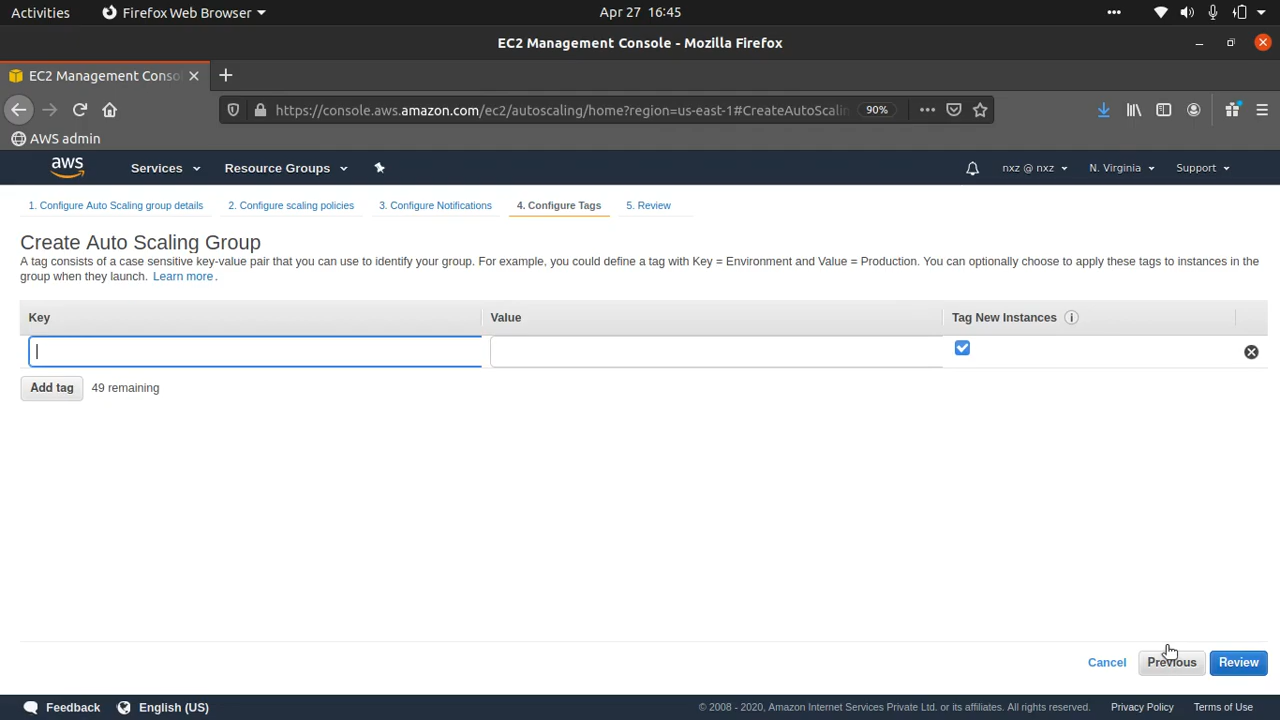 Activities Firefox Web Browser Apr 27 16:45
EC2 Management Console - Mozilla Firefox
EC2 Management Conso
https://console.aws.amazon.com/ec2/autoscaling/home?region=us-east-1#CreateAutoScalin 90%
AWS admin
aws Services Resource Groups nxz @ nxz N. Virginia Support
1. Configure Auto Scaling group details 2. Configure scaling policies 3. Configure Notifications 4. Configure Tags 5. Review
Create Auto Scaling Group
A tag consists of a case sensitive key-value pair that you can use to identify your group. For example, you could define a tag with Key = Environment and Value = Production. You can optionally choose to apply these tags to instances in the
group when they launch. Learn more.
Key Value Tag New Instances
Add tag 49 remaining
Cancel Previous Review
Feedback English (US) © 2008 - 2020, Amazon Internet Services Private Ltd. or its affiliates. All rights reserved. Privacy Policy Terms of Use